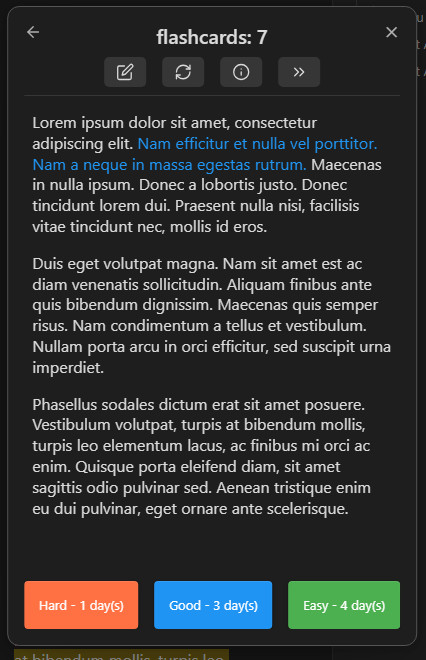 flashcards: 7
Lorem ipsum dolor sit amet, consectetur
adipiscing elit. Nam efficitur et nulla vel porttitor.
Nam a neque in massa egestas rutrum. Maecenas
in nulla ipsum. Donec a lobortis justo. Donec
tincidunt lorem dui. Praesent nulla nisi, facilisis
vitae tincidunt nec, mollis id eros.
Duis eget volutpat magna. Nam sit amet est ac
diam venenatis sollicitudin. Aliquam finibus ante
quis bibendum dignissim. Maecenas quis semper
risus. Nam condimentum a tellus et vestibulum.
Nullam porta arcu in orci efficitur, sed suscipit urna
imperdiet.
Phasellus sodales dictum erat sit amet posuere.
Vestibulum volutpat, turpis at bibendum mollis,
turpis leo elementum lacus, ac finibus mi orci ac
enim. Quisque porta eleifend diam, sit amet
sagittis odio pulvinar sed. Aenean tristique enim
eu dui pulvinar, eget ornare ante scelerisque.
Hard - 1 day(s) Good - 3 day(s) Easy - 4 day(s)
at bibendum mollis, turpis leo